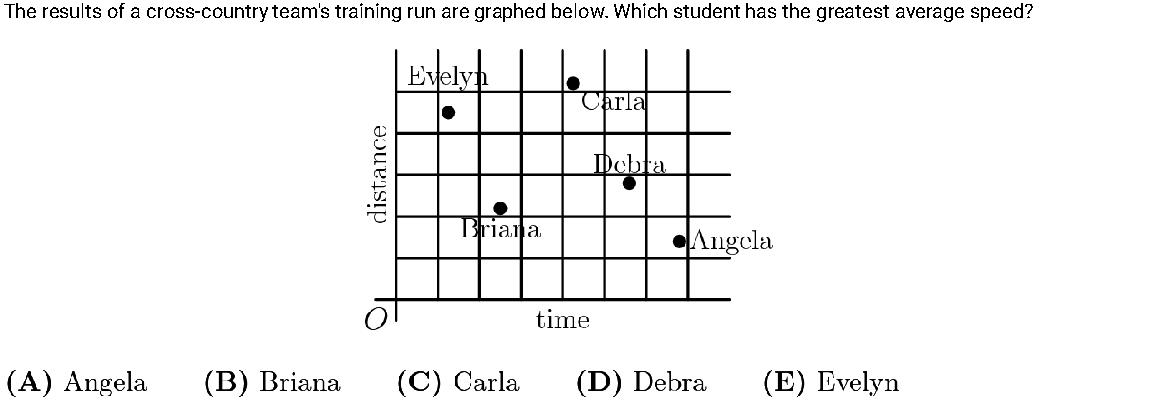 The results of a cross-country team's training run are graphed below. Which student has the greatest average speed?
Evelyn
Carla
Debra
distance
Briana
Angela
O
time
(A) Angela (B) Briana (C) Carla (D) Debra (E) Evelyn